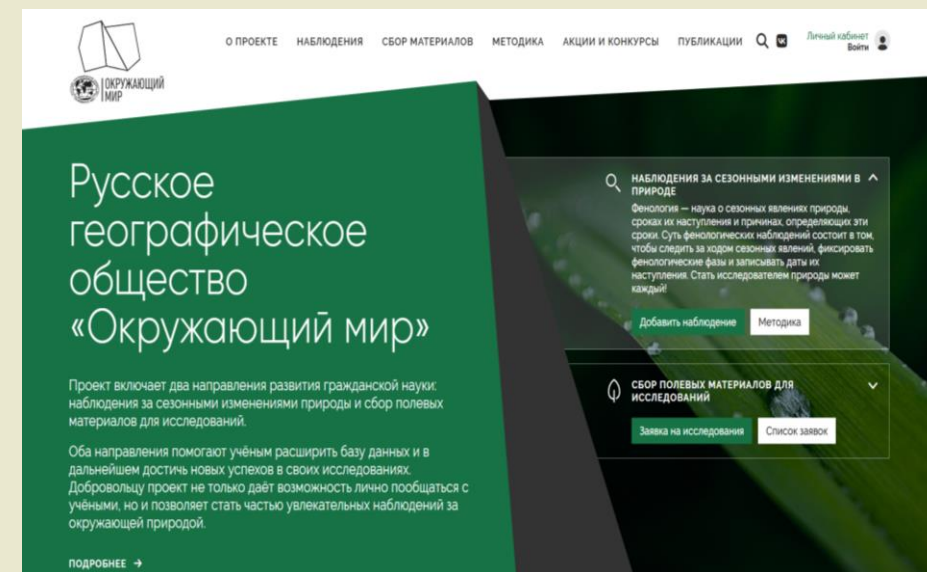 О ПРОЕКТЕ НАБЛЮДЕНИЯ СБОР МАТЕРИАЛОВ МЕТОДИКА АКЦИИ И КОНКУРСЫ ПУБЛИКАЦИИ
Личный кабинет
Войти
ОКРУЖАЮЩИЙ
МИР
Русское
географическое
общество
«Окружающий мир»
Проект включает два направления развития гражданской науки:
наблюдения за сезонными изменениями природы и сбор полевых
материалов для исследований.
Оба направления помогают учёным расширить базу данных и в
дальнейшем достичь новых успехов в своих исследованиях.
Добровольцу проект не только даёт возможность лично пообщаться с
учёными, но и позволяет стать частью увлекательных наблюдений за
окружающей природой.
ПОДРОБНЕЕ →
НАБЛЮДЕНИЯ ЗА СЕЗОННЫМИ ИЗМЕНЕНИЯМИ В
ПРИРОДЕ
Фенология — наука о сезонных явлениях природы,
сроках их наступления и причинах, определяющих эти
сроки. Суть фенологических наблюдений состоит в том,
чтобы следить за ходом сезонных явлений, фиксировать
фенологические фазы и записывать даты их
наступления. Стать исследователем природы может
каждый!
Добавить наблюдение Методика
СБОР ПОЛЕВЫХ МАТЕРИАЛОВ ДЛЯ
ИССЛЕДОВАНИЙ
Заявка на исследования Список заявок